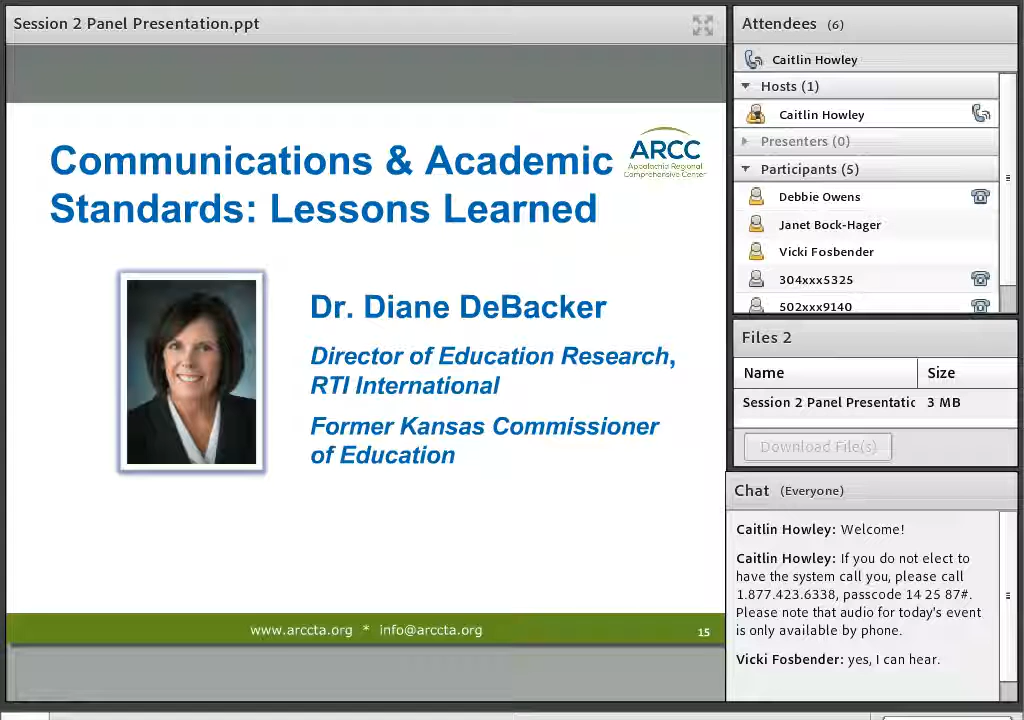 Session 2 Panel Presentation.ppt
Communications & Academic
Standards: Lessons Learned
ARCC
Appalachia Regional
Comprehensive Center
Dr. Diane DeBacker
Director of Education Research,
RTI International
Former Kansas Commissioner
of Education
www.arccta.org * info@arccta.org
15
Attendees (6)
Caitlin Howley
Hosts (1)
Caitlin Howley
Presenters (0)
Participants (5)
Debbie Owens
Janet Bock-Hager
Vicki Fosbender
304xxx5325
502xxx9140
Files 2
Name Size
Session 2 Panel Presentatic 3 MB
Download File(s)
Chat (Everyone)
Caitlin Howley: Welcome!
Caitlin Howley: If you do not elect to
have the system call you, please call
1.877.423.6338, passcode 14 25 87#.
Please note that audio for today's event
is only available by phone.
Vicki Fosbender: yes, I can hear.